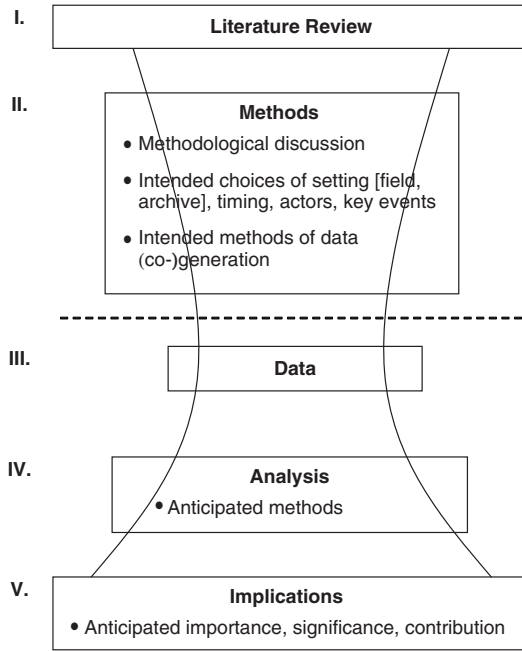 I.
Literature Review
II.
Methods
• Methodological discussion
• Intended choices of setting [field,
archive], timing, actors, key events
• Intended methods of data
(co-)generation
III.
Data
IV.
Analysis
• Anticipated methods
V.
Implications
• Anticipated importance, significance, contribution